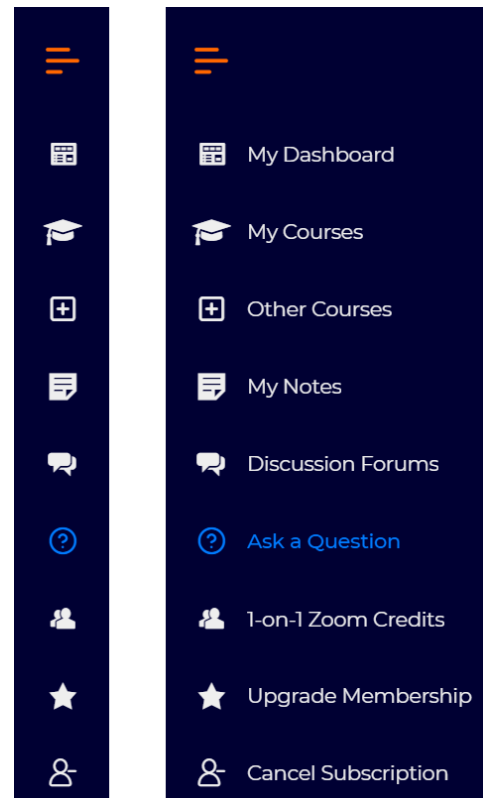 My Dashboard
My Courses
Other Courses
My Notes
Discussion Forums
Ask a Question
1-on-1 Zoom Credits
Upgrade Membership
Cancel Subscription